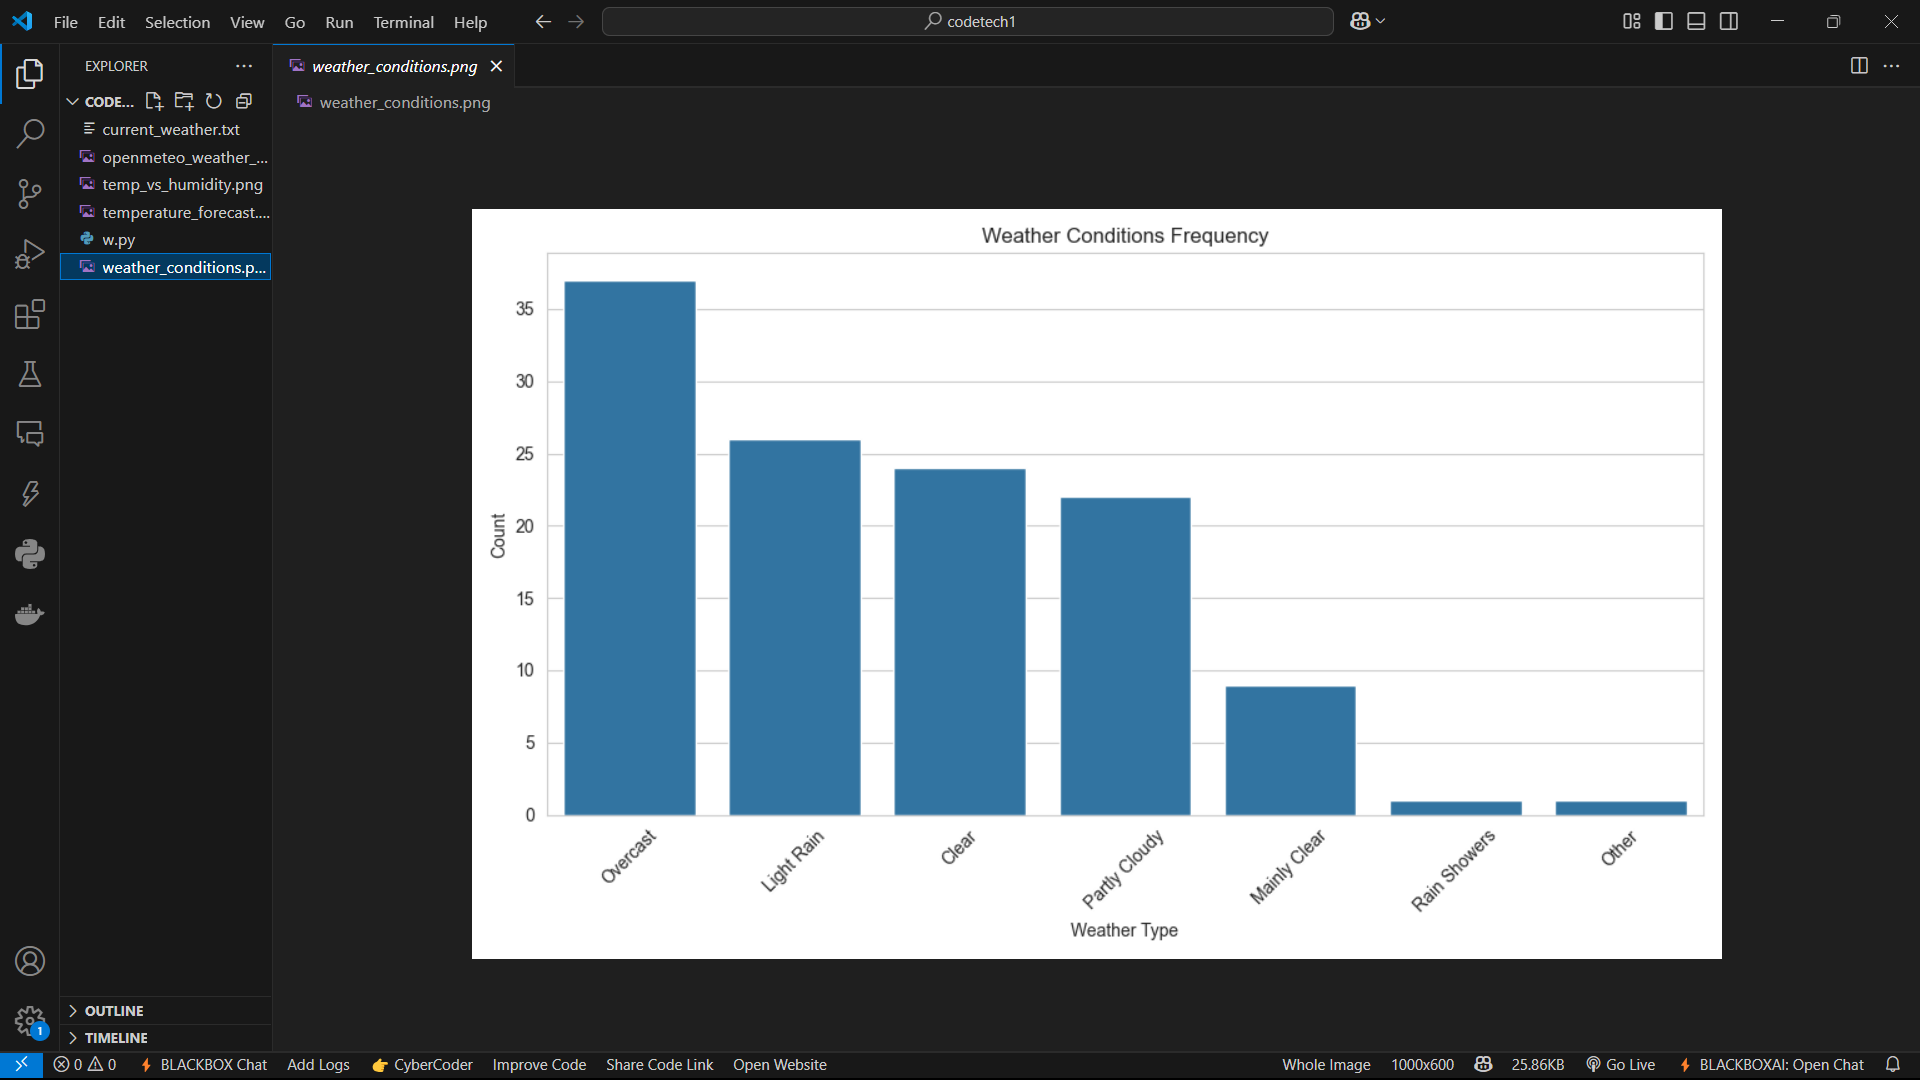 File Edit Selection View Go Run Terminal Help
codetech1
EXPLORER
CODE...
current_weather.txt
openmeteo_weather_...
temp_vs_humidity.png
temperature_forecast....
w.py
weather_conditions.p...
OUTLINE
TIMELINE
weather_conditions.png
weather_conditions.png
Weather Conditions Frequency
35
30
25
20
15
10
5
0
Count
Overcast
Light Rain
Clear
Partly Cloudy
Mainly Clear
Rain Showers
Other
Weather Type
1
0 0 BLACKBOX Chat Add Logs CyberCoder Improve Code Share Code Link Open Website Whole Image 1000x600 25.86KB Go Live BLACKBOXAI: Open Chat